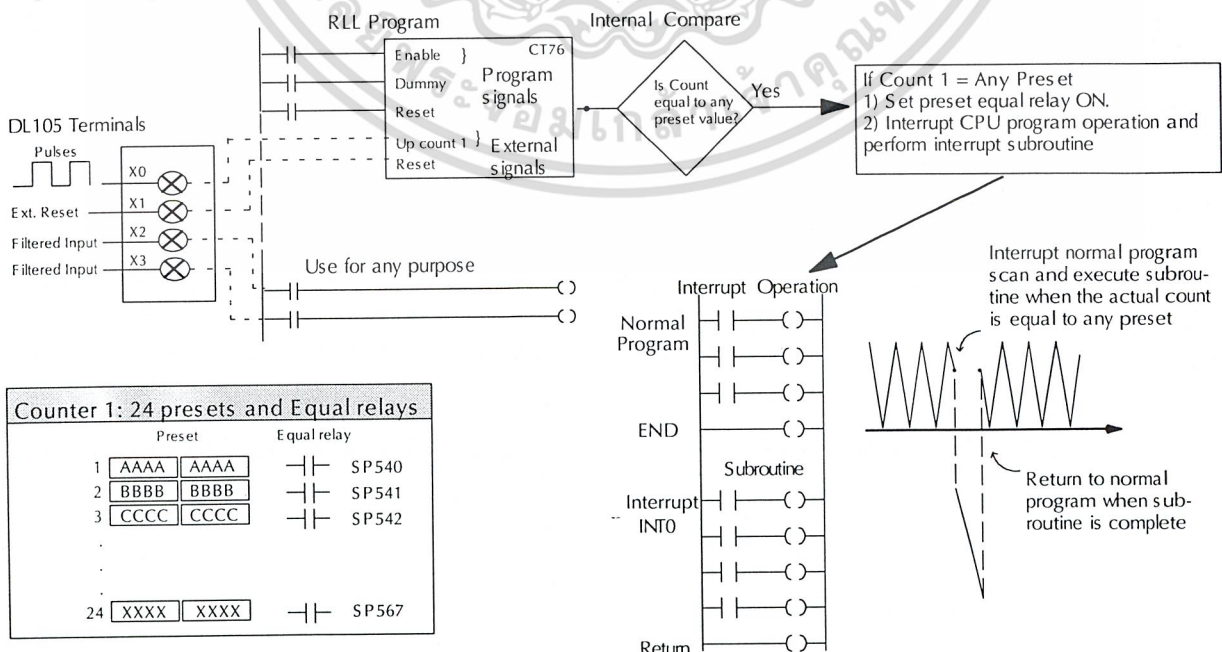 RLL Program
Internal Compare
Enable }
CT76
Dummy
Program
signals
Reset
Up count 1 }
External
signals
Reset
Is Count
equal to any
preset value?
Yes
If Count 1 = Any Preset
1) Set preset equal relay ON.
2) Interrupt CPU program operation and
perform interrupt subroutine
DL105 Terminals
Pulses
X0
Ext. Reset
X1
Filtered Input
X2
Filtered Input
X3
Use for any purpose
Interrupt Operation
Normal
Program
END
Subroutine
Interrupt
INT0
Return
Interrupt normal program
scan and execute subrou-
tine when the actual count
is equal to any preset
Return to normal
program when sub-
routine is complete
Counter 1: 24 presets and Equal relays
Preset
Equal relay
1 AAAA AAAA SP540
2 BBBB BBBB SP541
3 CCCC CCCC SP542
.
.
.
24 XXXX XXXX SP567